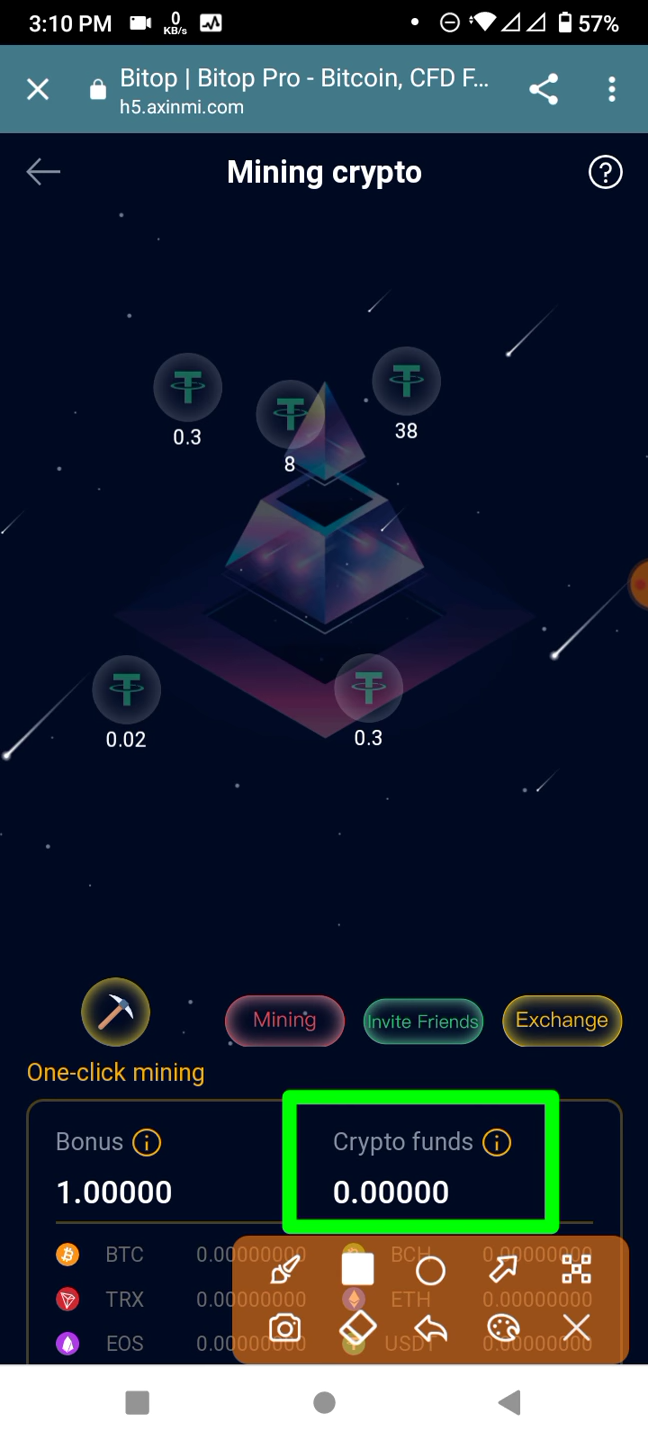 3:10 PM
0
KB/s
57%
Bitop | Bitop Pro - Bitcoin, CFD F...
h5.axinmi.com
Mining crypto
0.3
8
38
0.02
0.3
Mining
Invite Friends
Exchange
One-click mining
Bonus
Crypto funds
1.00000
0.00000
BTC 0.00000000 BCH 0.00000000
TRX 0.00000000 ETH 0.00000000
EOS 0.00000000 USDT 0.00000000